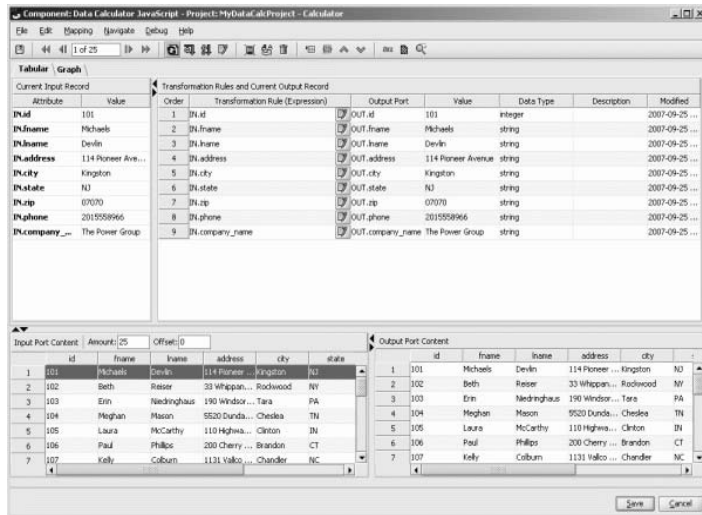 Component: Data Calculator JavaScript - Project: MyDataCalcProject - Calculator
File Edit Mapping Navigate Debug Help
1 of 25
Tabular Graph
Current Input Record
Attribute Value
IN.id 101
IN.fname Michaels
IN.lname Devlin
IN.address 114 Pioneer Ave...
IN.city Kingston
IN.state NJ
IN.zip 07070
IN.phone 2015558966
IN.company_... The Power Group
Transformation Rules and Current Output Record
Order Transformation Rule (Expression) Output Port Value Data Type Description Modified
1 IN.id OUT.id 101 integer 2007-09-25 ...
2 IN.fname OUT.fname Michaels string 2007-09-25 ...
3 IN.lname OUT.lname Devlin string 2007-09-25 ...
4 IN.address OUT.address 114 Pioneer Avenue string 2007-09-25 ...
5 IN.city OUT.city Kingston string 2007-09-25 ...
6 IN.state OUT.state NJ string 2007-09-25 ...
7 IN.zip OUT.zip 07070 string 2007-09-25 ...
8 IN.phone OUT.phone 2015558966 string 2007-09-25 ...
9 IN.company_name OUT.company_name The Power Group string 2007-09-25 ...
Input Port Content Amount: 25 Offset: 0
id fname lname address city state
1 101 Michaels Devlin 114 Pioneer ... Kingston NJ
2 102 Beth Reiser 33 Whippan... Rockwood NY
3 103 Erin Niedringhaus 190 Windsor... Tara PA
4 104 Meghan Mason 5520 Dunda... Cheslea TN
5 105 Laura McCarthy 110 Highwa... Clinton IN
6 106 Paul Phillips 200 Cherry ... Brandon CT
7 107 Kelly Colburn 1131 Vallco ... Chandler NC
Output Port Content
id fname lname address city s
1 101 Michaels Devlin 114 Pioneer ... Kingston NJ
2 102 Beth Reiser 33 Whippan... Rockwood NY
3 103 Erin Niedringhaus 190 Windsor... Tara PA
4 104 Meghan Mason 5520 Dunda... Cheslea TN
5 105 Laura McCarthy 110 Highwa... Clinton IN
6 106 Paul Phillips 200 Cherry ... Brandon CT
7 107 Kelly Colburn 1131 Vallco ... Chandler NC
Save Cancel